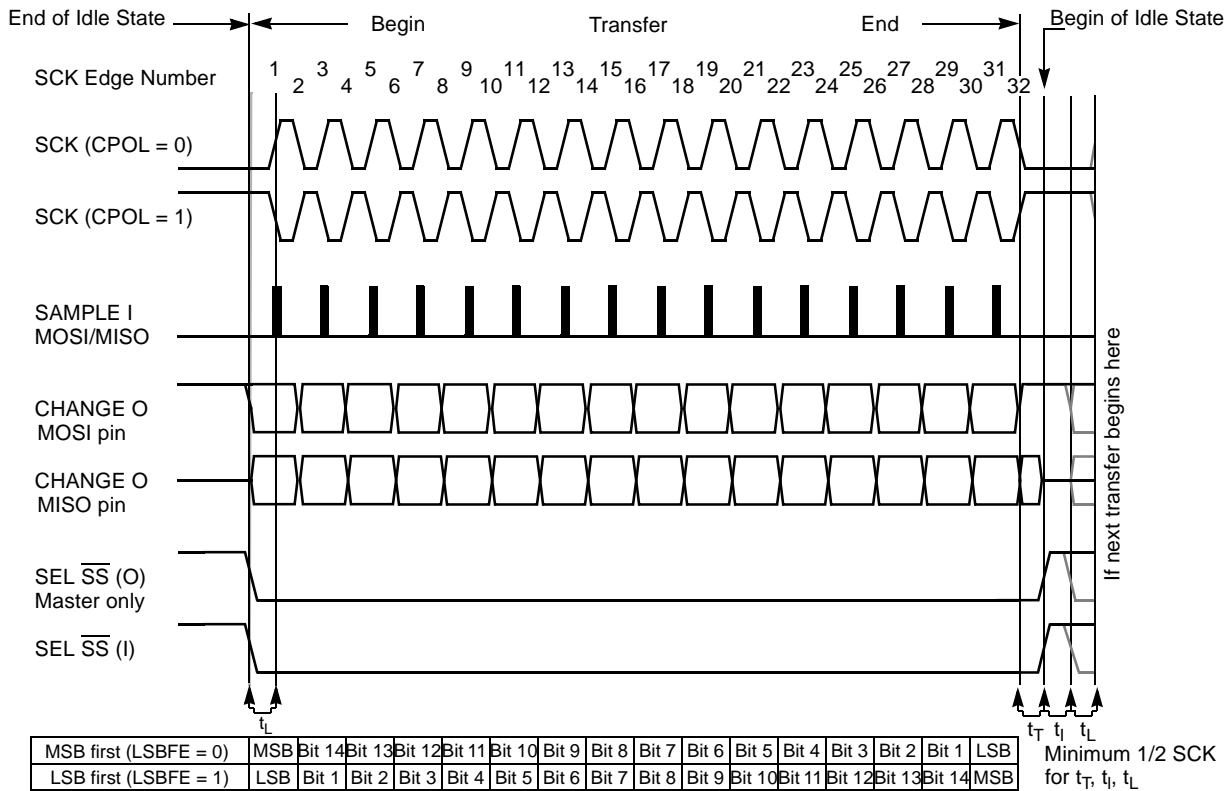 End of Idle State
Begin
Transfer
End
Begin of Idle State
SCK Edge Number
1 2 3 4 5 6 7 8 9 10 11 12 13 14 15 16 17 18 19 20 21 22 23 24 25 26 27 28 29 30 31 32
SCK (CPOL = 0)
SCK (CPOL = 1)
SAMPLE I
MOSI/MISO
CHANGE O
MOSI pin
CHANGE O
MISO pin
SEL SS (O)
Master only
SEL SS (I)
If next transfer begins here
tL
tT tI tL
MSB first (LSBFE = 0) MSB Bit 14 Bit 13 Bit 12 Bit 11 Bit 10 Bit 9 Bit 8 Bit 7 Bit 6 Bit 5 Bit 4 Bit 3 Bit 2 Bit 1 LSB
LSB first (LSBFE = 1) LSB Bit 1 Bit 2 Bit 3 Bit 4 Bit 5 Bit 6 Bit 7 Bit 8 Bit 9 Bit 10 Bit 11 Bit 12 Bit 13 Bit 14 MSB
Minimum 1/2 SCK
for tT, tI, tL